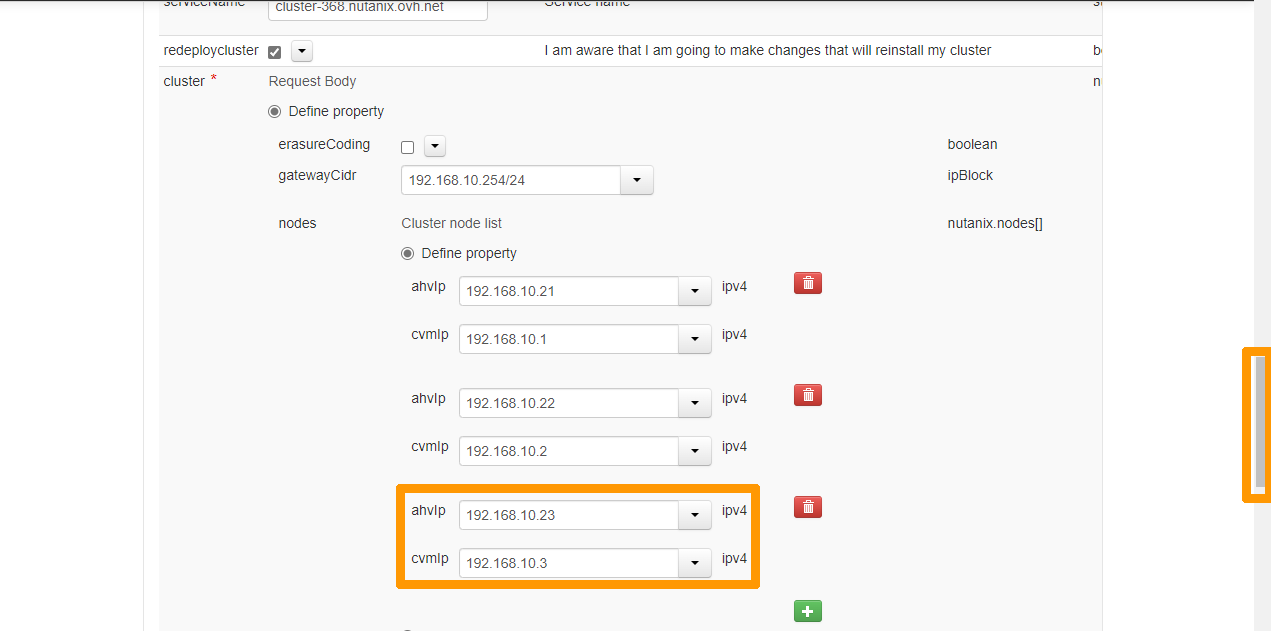 serviceName cluster-368.nutanix.ovh.net Service name
redeploycluster I am aware that I am going to make changes that will reinstall my cluster
cluster * Request Body
Define property
erasureCoding boolean
gatewayCidr 192.168.10.254/24 ipBlock
nodes Cluster node list nutanix.nodes[]
Define property
ahvIp 192.168.10.21 ipv4
cvmIp 192.168.10.1 ipv4
ahvIp 192.168.10.22 ipv4
cvmIp 192.168.10.2 ipv4
ahvIp 192.168.10.23 ipv4
cvmIp 192.168.10.3 ipv4